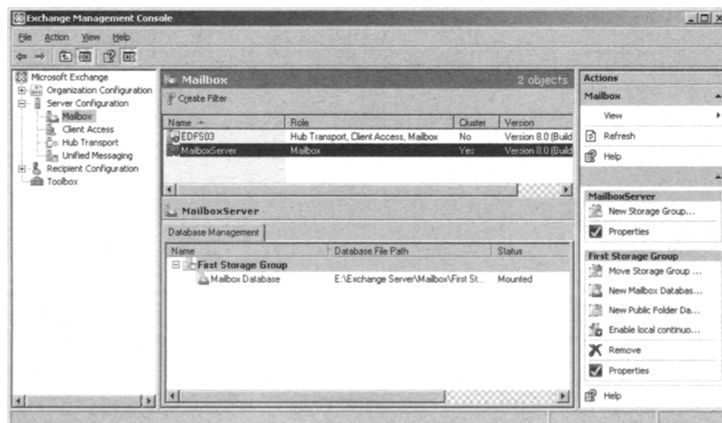 Exchange Management Console
File Action View Help
Microsoft Exchange
Organization Configuration
Server Configuration
Mailbox
Client Access
Hub Transport
Unified Messaging
Recipient Configuration
Toolbox
Mailbox 2 objects
Create Filter
Name Role Cluster Version
EDFS03 Hub Transport, Client Access, Mailbox No Version 8.0 (Build
MailboxServer Mailbox Yes Version 8.0 (Build
MailboxServer
Database Management
Name Database File Path Status
First Storage Group
Mailbox Database E:\Exchange Server\Mailbox\First St... Mounted
Actions
Mailbox
View
Refresh
Help
MailboxServer
New Storage Group...
Properties
First Storage Group
Move Storage Group ...
New Mailbox Databas...
New Public Folder Da...
Enable local continuo...
Remove
Properties
Help